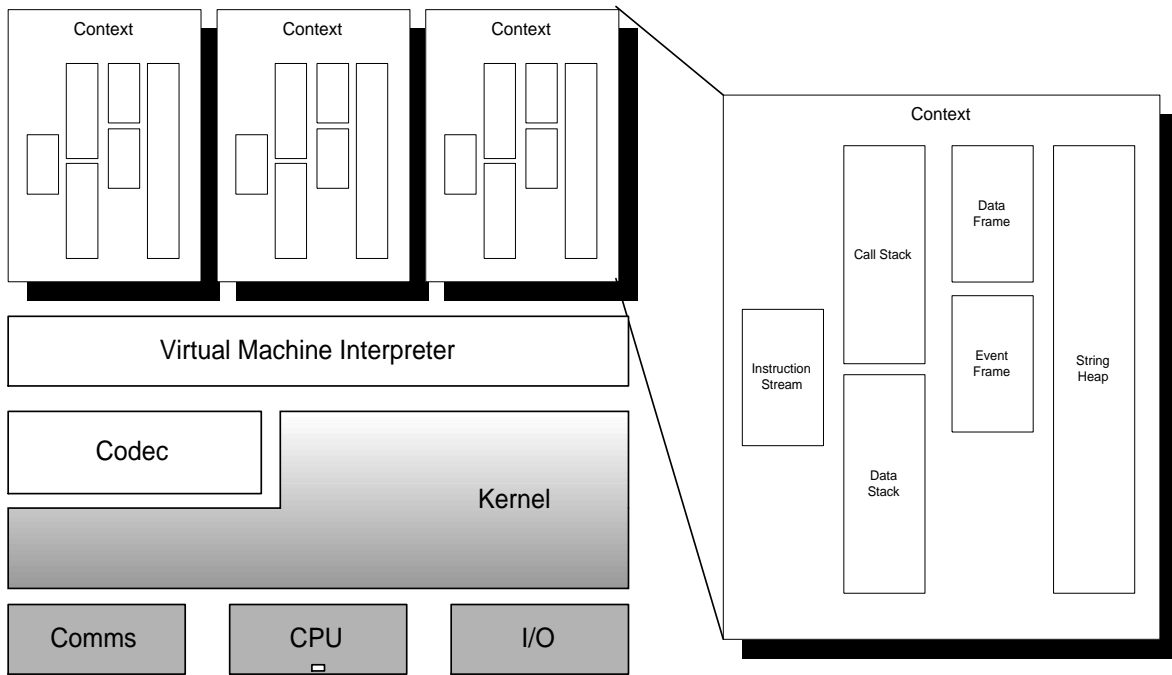 Context
Context
Context
Virtual Machine Interpreter
Codec
Kernel
Comms
CPU
I/O
Context
Instruction
Stream
Call Stack
Data
Stack
Data
Frame
Event
Frame
String
Heap